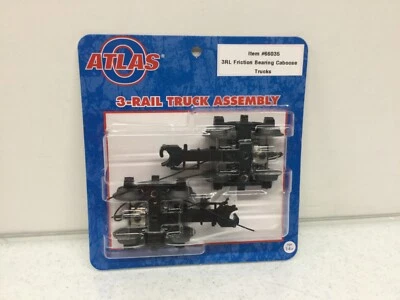 ATLAS
O
Item #66035
3RL Friction Bearing Caboose
Trucks
3-RAIL TRUCK ASSEMBLY